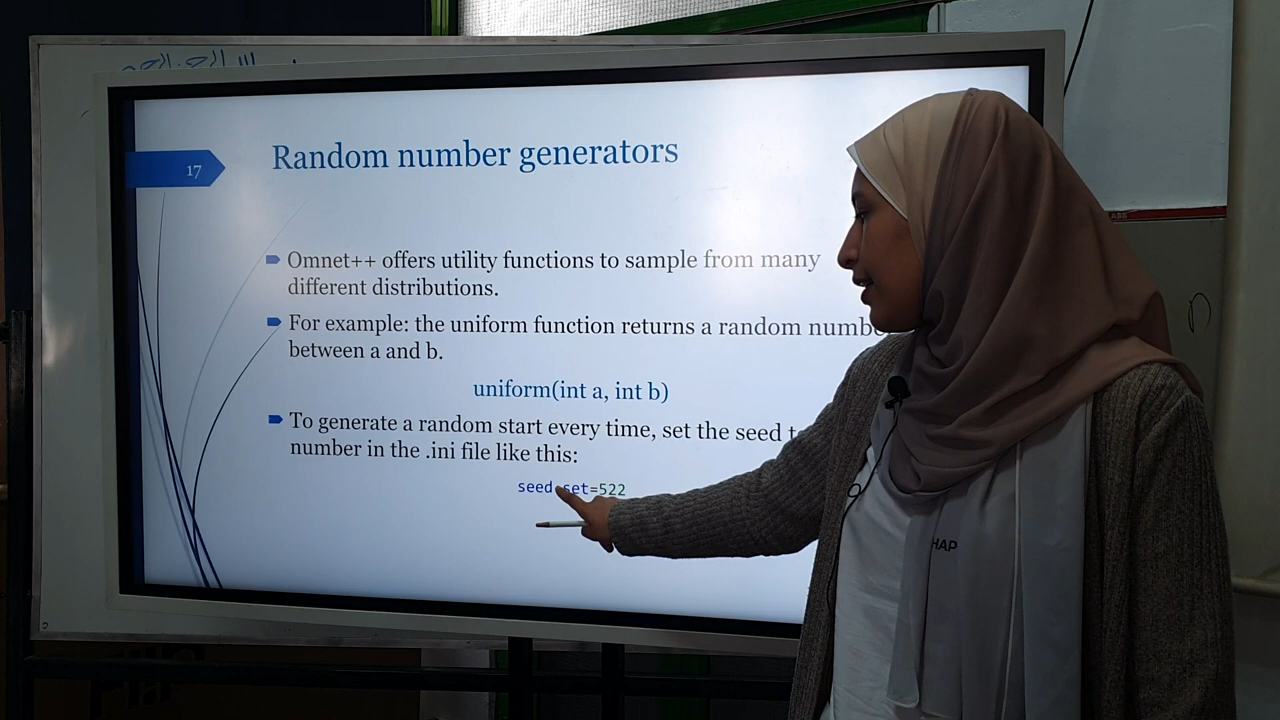 17
Random number generators
Omnet++ offers utility functions to sample from many
different distributions.
For example: the uniform function returns a random
between a and b.
uniform(int a, int b)
To generate a random start every time, set the seed
number in the .ini file like this:
seed set=522
HAP